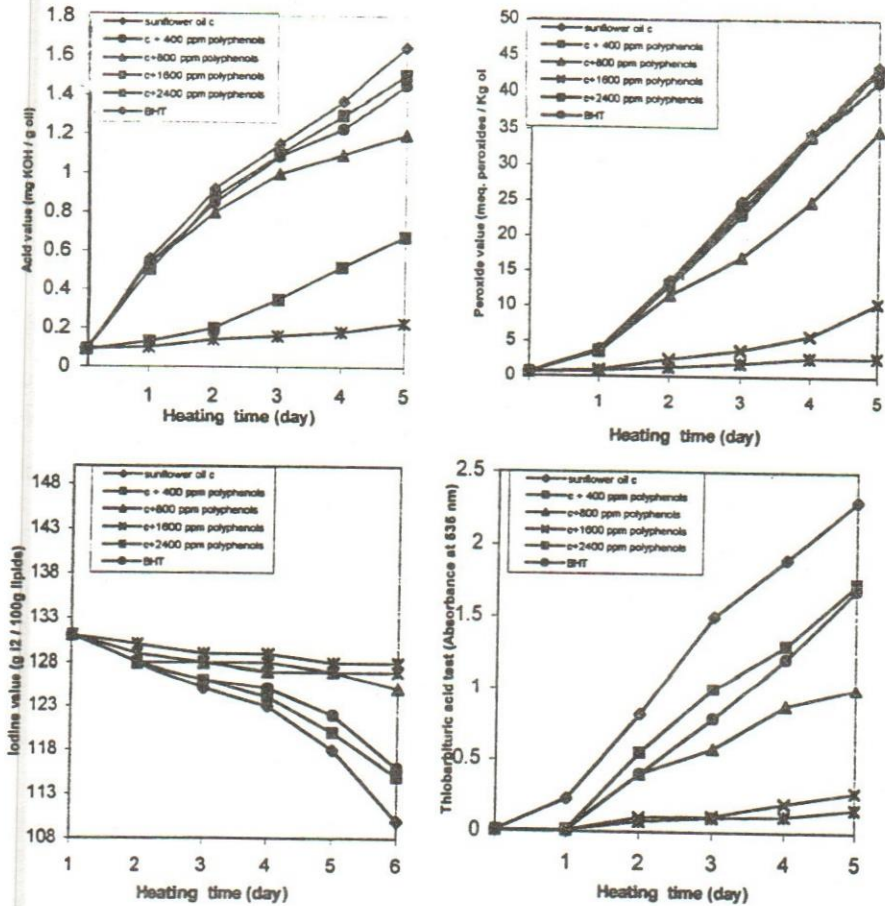 Acid value (mg KOH / g oil)
1.8
1.6
1.4
1.2
1
0.8
0.6
0.4
0.2
0
sunflower oil c
c + 400 ppm polyphenols
c+800 ppm polyphenols
c+1600 ppm polyphenols
c+2400 ppm polyphenols
BHT
1 2 3 4 5
Heating time (day)
Peroxide value (meq. peroxides / Kg oil
50
45
40
35
30
25
20
15
10
5
0
sunflower oil c
c + 400 ppm polyphenols
c+800 ppm polyphenols
c+1600 ppm polyphenols
c+2400 ppm polyphenols
BHT
1 2 3 4 5
Heating time (day)
Iodine value (g I2 / 100g lipids)
148
143
138
133
128
123
118
113
108
sunflower oil c
c + 400 ppm polyphenols
c+800 ppm polyphenols
c+1600 ppm polyphenols
c+2400 ppm polyphenols
BHT
1 2 3 4 5 6
Heating time (day)
Thiobarbituric acid test (Absorbance at 535 nm)
2.5
2
1.5
1
0.5
0
sunflower oil c
c + 400 ppm polyphenols
c+800 ppm polyphenols
c+1600 ppm polyphenols
c+2400 ppm polyphenols
BHT
1 2 3 4 5
Heating time (day)